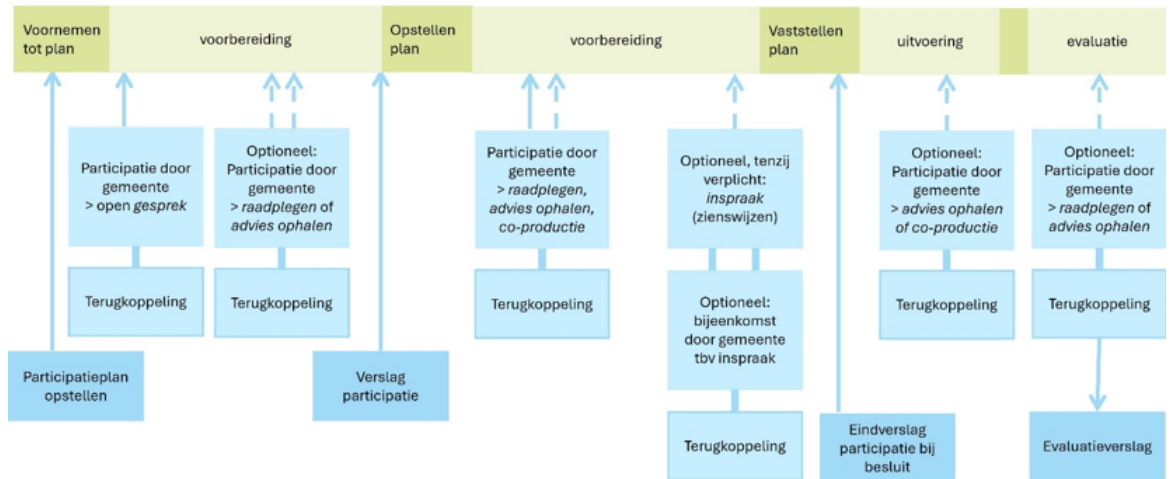 Voornemen
tot plan
voorbereiding
Opstellen
plan
voorbereiding
Vaststellen
plan
uitvoering
evaluatie
Participatie door
gemeente
> open gesprek
Optioneel:
Participatie door
gemeente
> raadplegen of
advies ophalen
Participatie door
gemeente
> raadplegen,
advies ophalen,
co-productie
Optioneel, tenzij
verplicht:
inspraak
(zienswijzen)
Optioneel:
Participatie door
gemeente
> advies ophalen
of co-productie
Optioneel:
Participatie door
gemeente
> raadplegen of
advies ophalen
Terugkoppeling
Terugkoppeling
Terugkoppeling
Optioneel:
bijeenkomst
door gemeente
tbv inspraak
Terugkoppeling
Terugkoppeling
Participatieplan
opstellen
Verslag
participatie
Terugkoppeling
Eindverslag
participatie bij
besluit
Evaluatieverslag